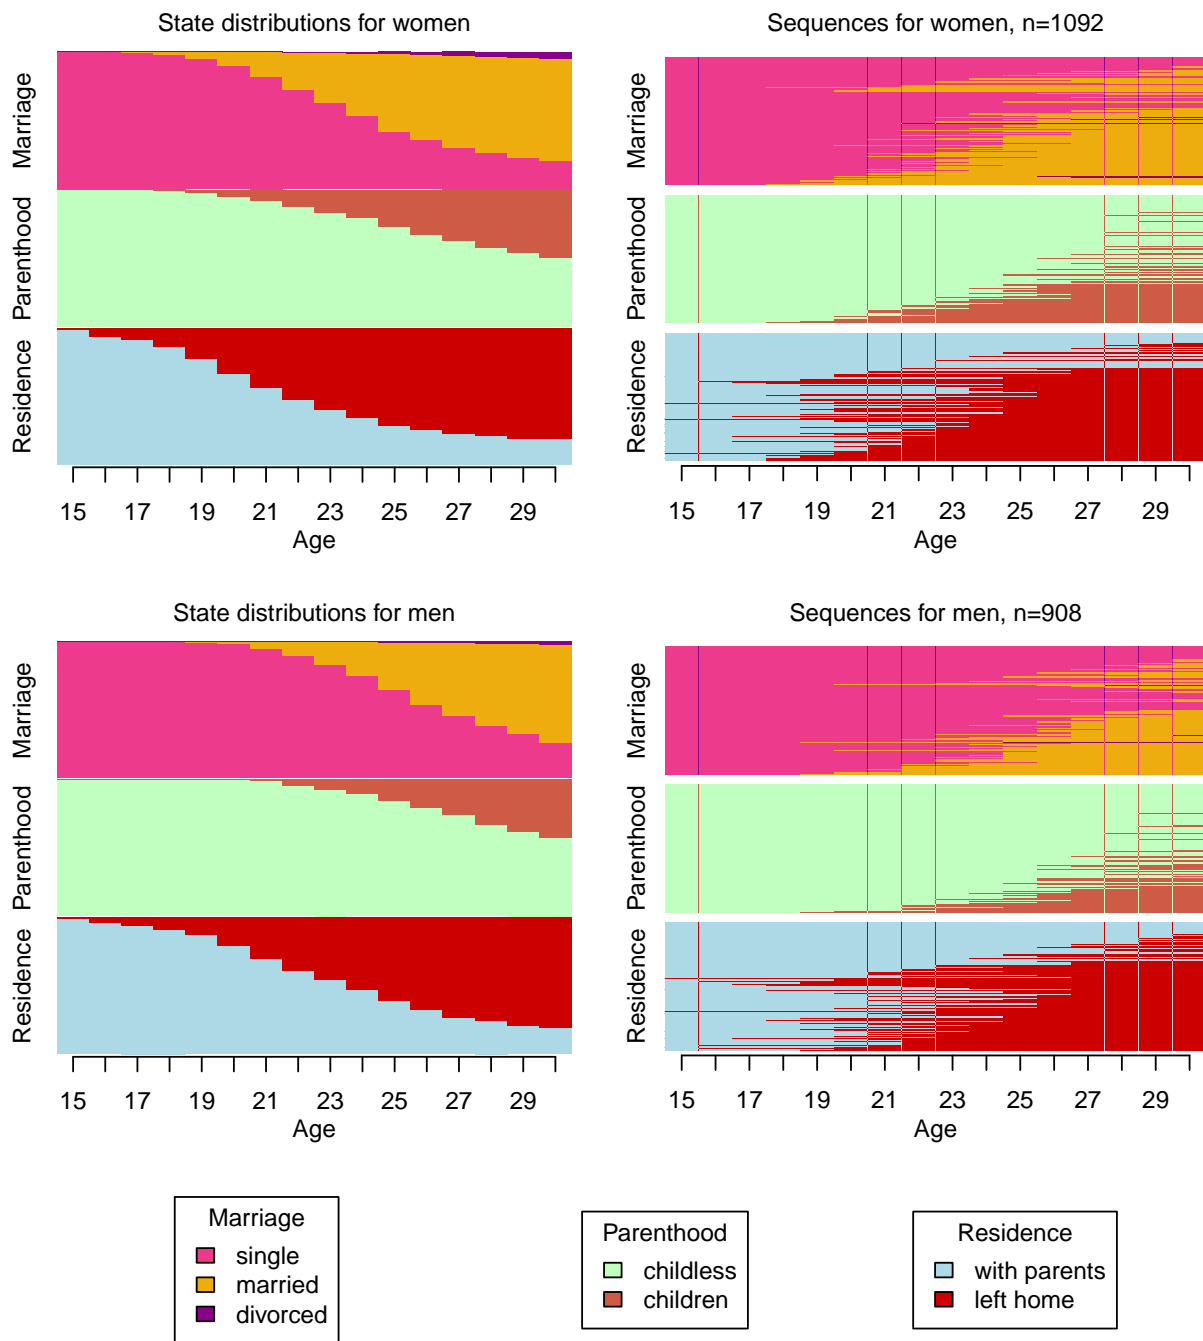 State distributions for women
Marriage
Parenthood
Residence
15 17 19 21 23 25 27 29
Age
Sequences for women, n=1092
Marriage
Parenthood
Residence
15 17 19 21 23 25 27 29
Age
State distributions for men
Marriage
Parenthood
Residence
15 17 19 21 23 25 27 29
Age
Sequences for men, n=908
Marriage
Parenthood
Residence
15 17 19 21 23 25 27 29
Age
Marriage
single
married
divorced
Parenthood
childless
children
Residence
with parents
left home